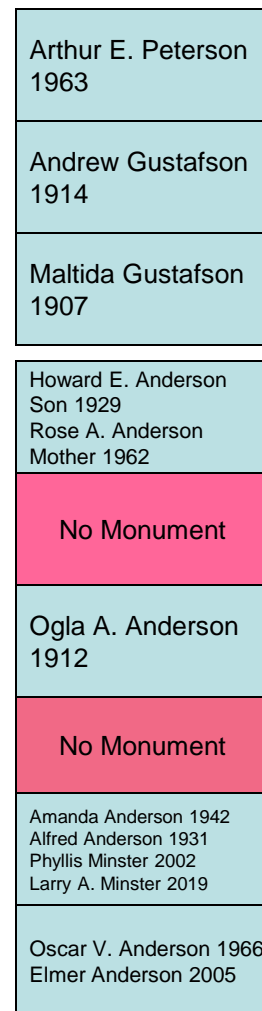 Arthur E. Peterson
1963
Andrew Gustafson
1914
Maltida Gustafson
1907
Howard E. Anderson
Son 1929
Rose A. Anderson
Mother 1962
No Monument
Ogla A. Anderson
1912
No Monument
Amanda Anderson 1942
Alfred Anderson 1931
Phyllis Minster 2002
Larry A. Minster 2019
Oscar V. Anderson 1966
Elmer Anderson 2005